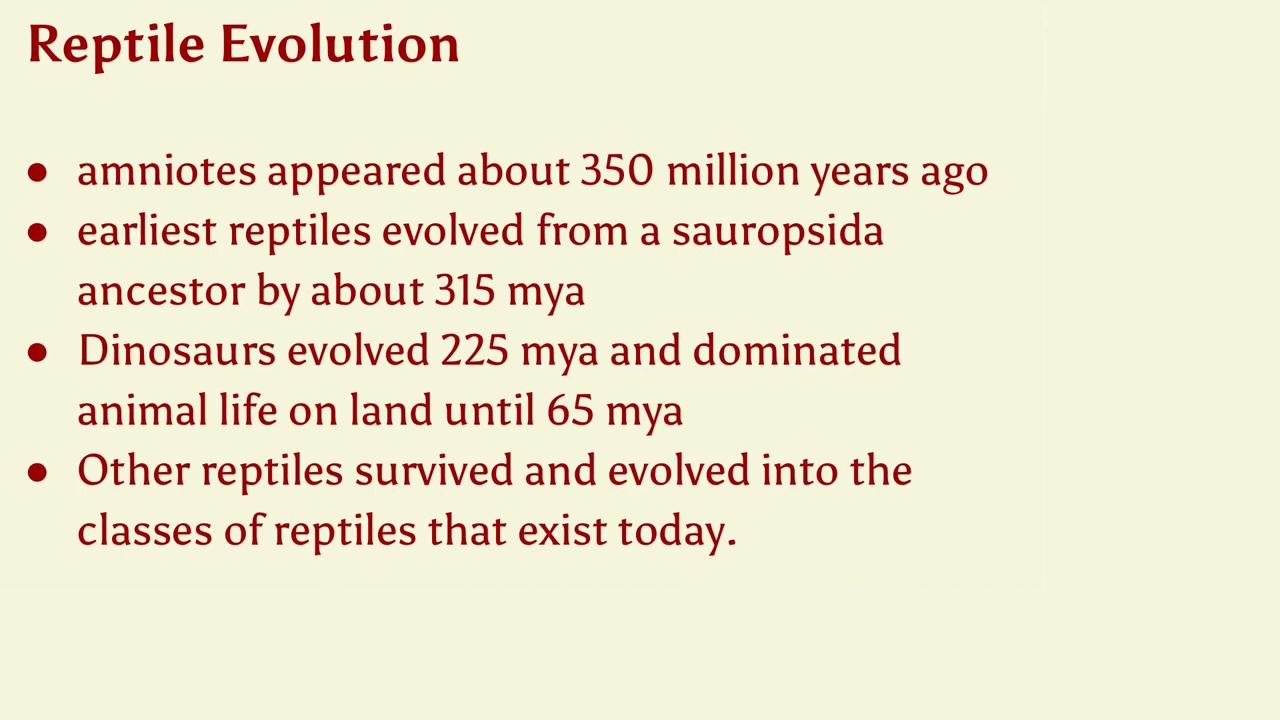 Reptile Evolution
● amniotes appeared about 350 million years ago
● earliest reptiles evolved from a sauropsida
ancestor by about 315 mya
● Dinosaurs evolved 225 mya and dominated
animal life on land until 65 mya
● Other reptiles survived and evolved into the
classes of reptiles that exist today.